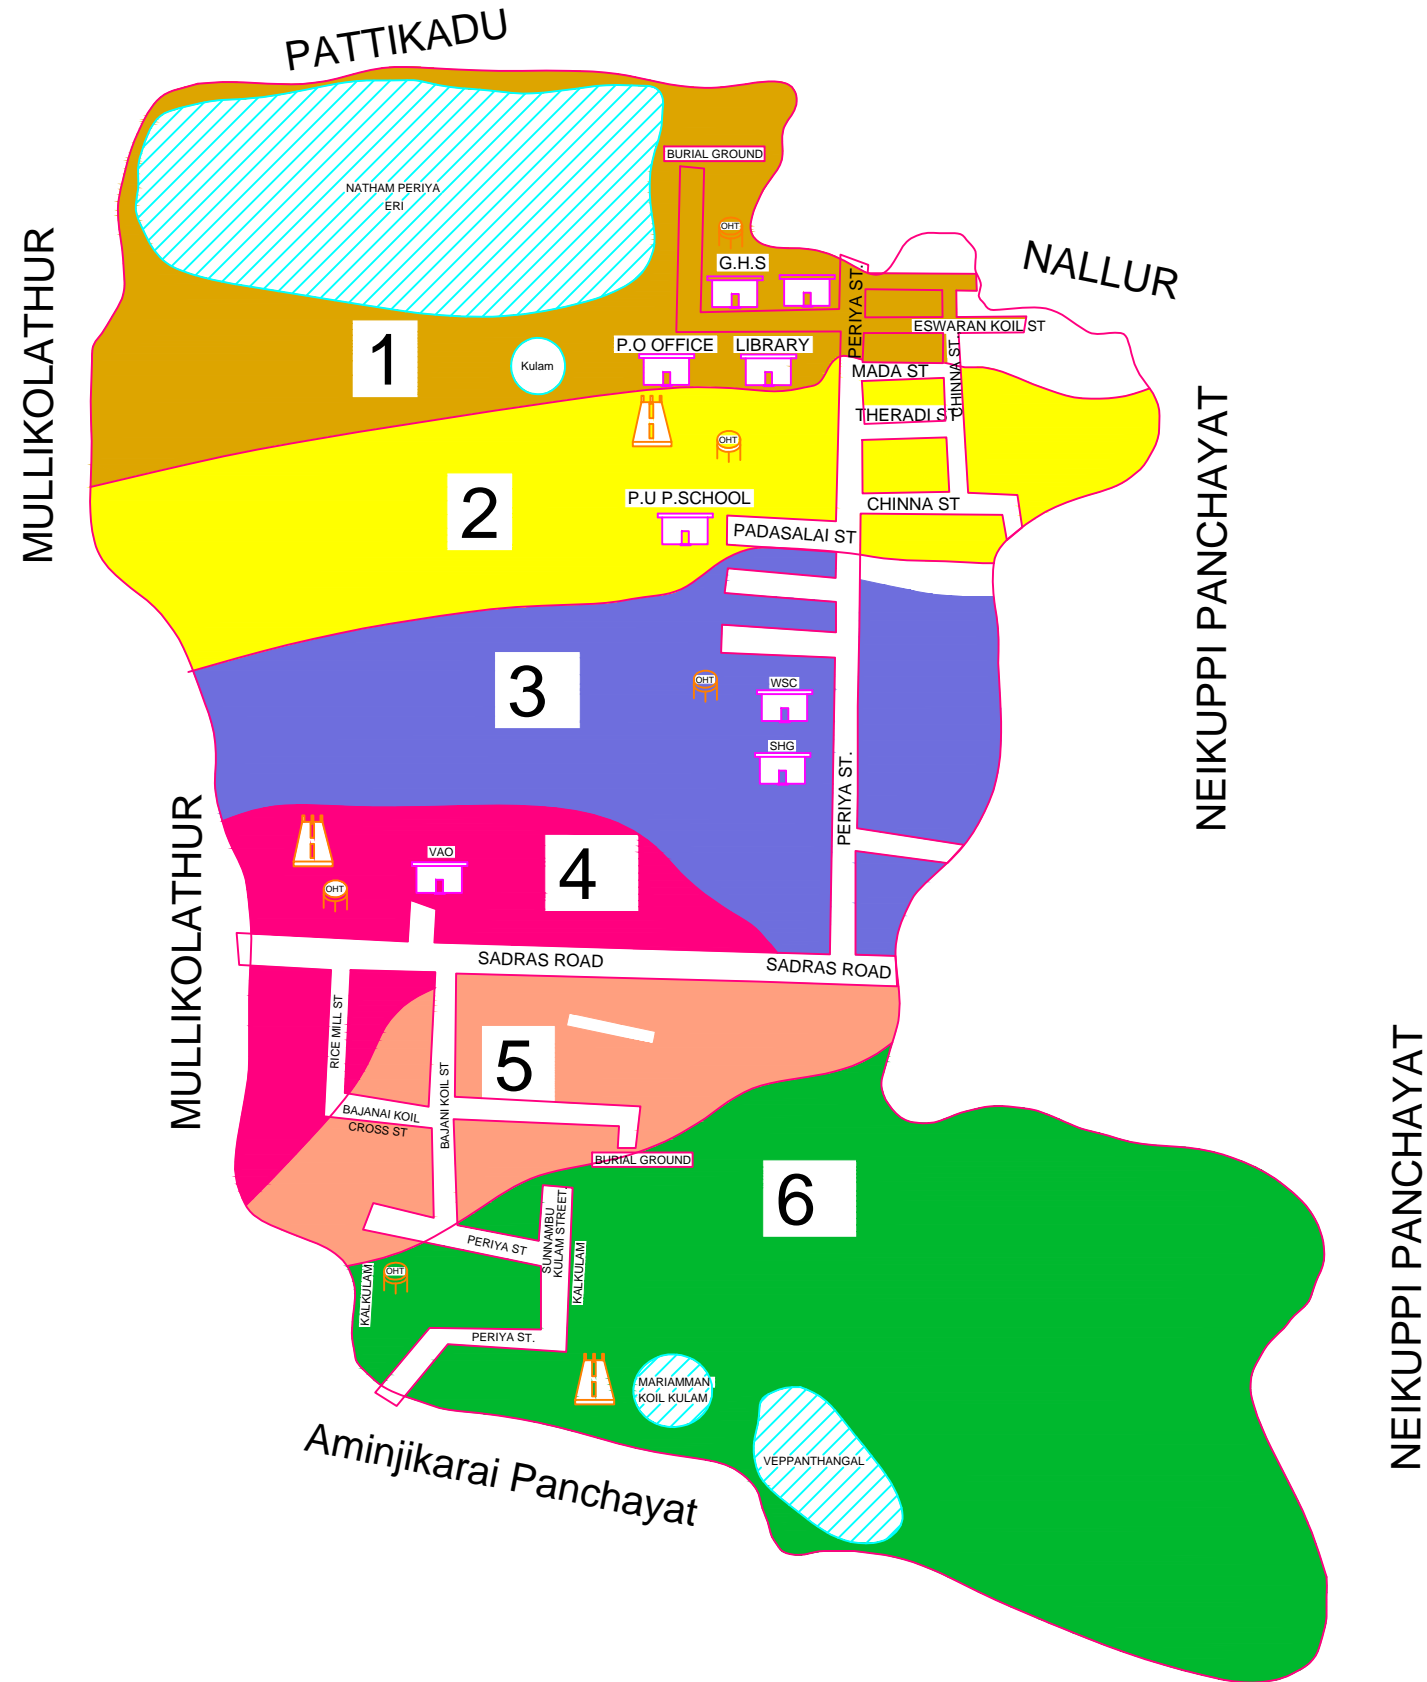 PATTIKADU
BURIAL GROUND
NATHAM PERIYA
ERI
OHT
MULLIKOLATHUR
G.H.S
NALLUR
PERIYA ST.
ESWARAN KOIL ST
1
P.O OFFICE
LIBRARY
Kulam
MADA ST
CHINNA ST
THERADI ST
OHT
NEIKUPPI PANCHAYAT
2
P.U P.SCHOOL
CHINNA ST
PADASALAI ST
3
OHT
WSC
SHG
PERIYA ST.
MULLIKOLATHUR
VAO
4
OHT
SADRAS ROAD
SADRAS ROAD
RICE MILL ST
5
BAJANI KOIL ST
BAJANAI KOIL
CROSS ST
BURIAL GROUND
NEIKUPPI PANCHAYAT
6
SUNNAMBU
KULAM STREET
PERIYA ST
KALKULAM
OHT
KALKULAM
PERIYA ST.
MARIAMMAN
KOIL KULAM
Aminjikarai Panchayat
VEPPANTHANGAL